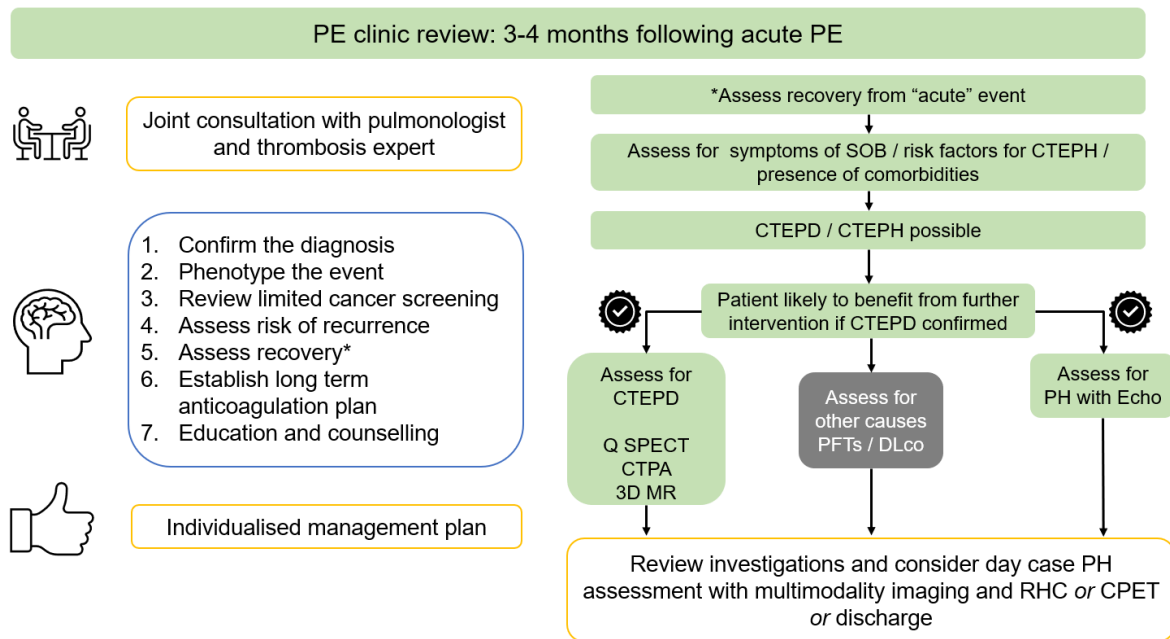 PE clinic review: 3-4 months following acute PE
Joint consultation with pulmonologist
and thrombosis expert
1. Confirm the diagnosis
2. Phenotype the event
3. Review limited cancer screening
4. Assess risk of recurrence
5. Assess recovery*
6. Establish long term
anticoagulation plan
7. Education and counselling
Individualised management plan
*Assess recovery from “acute” event
Assess for symptoms of SOB / risk factors for CTEPH /
presence of comorbidities
CTEPD / CTEPH possible
Patient likely to benefit from further
intervention if CTEPD confirmed
Assess for
CTEPD
Q SPECT
CTPA
3D MR
Assess for
other causes
PFTs / DLco
Assess for
PH with Echo
Review investigations and consider day case PH
assessment with multimodality imaging and RHC or CPET
or discharge